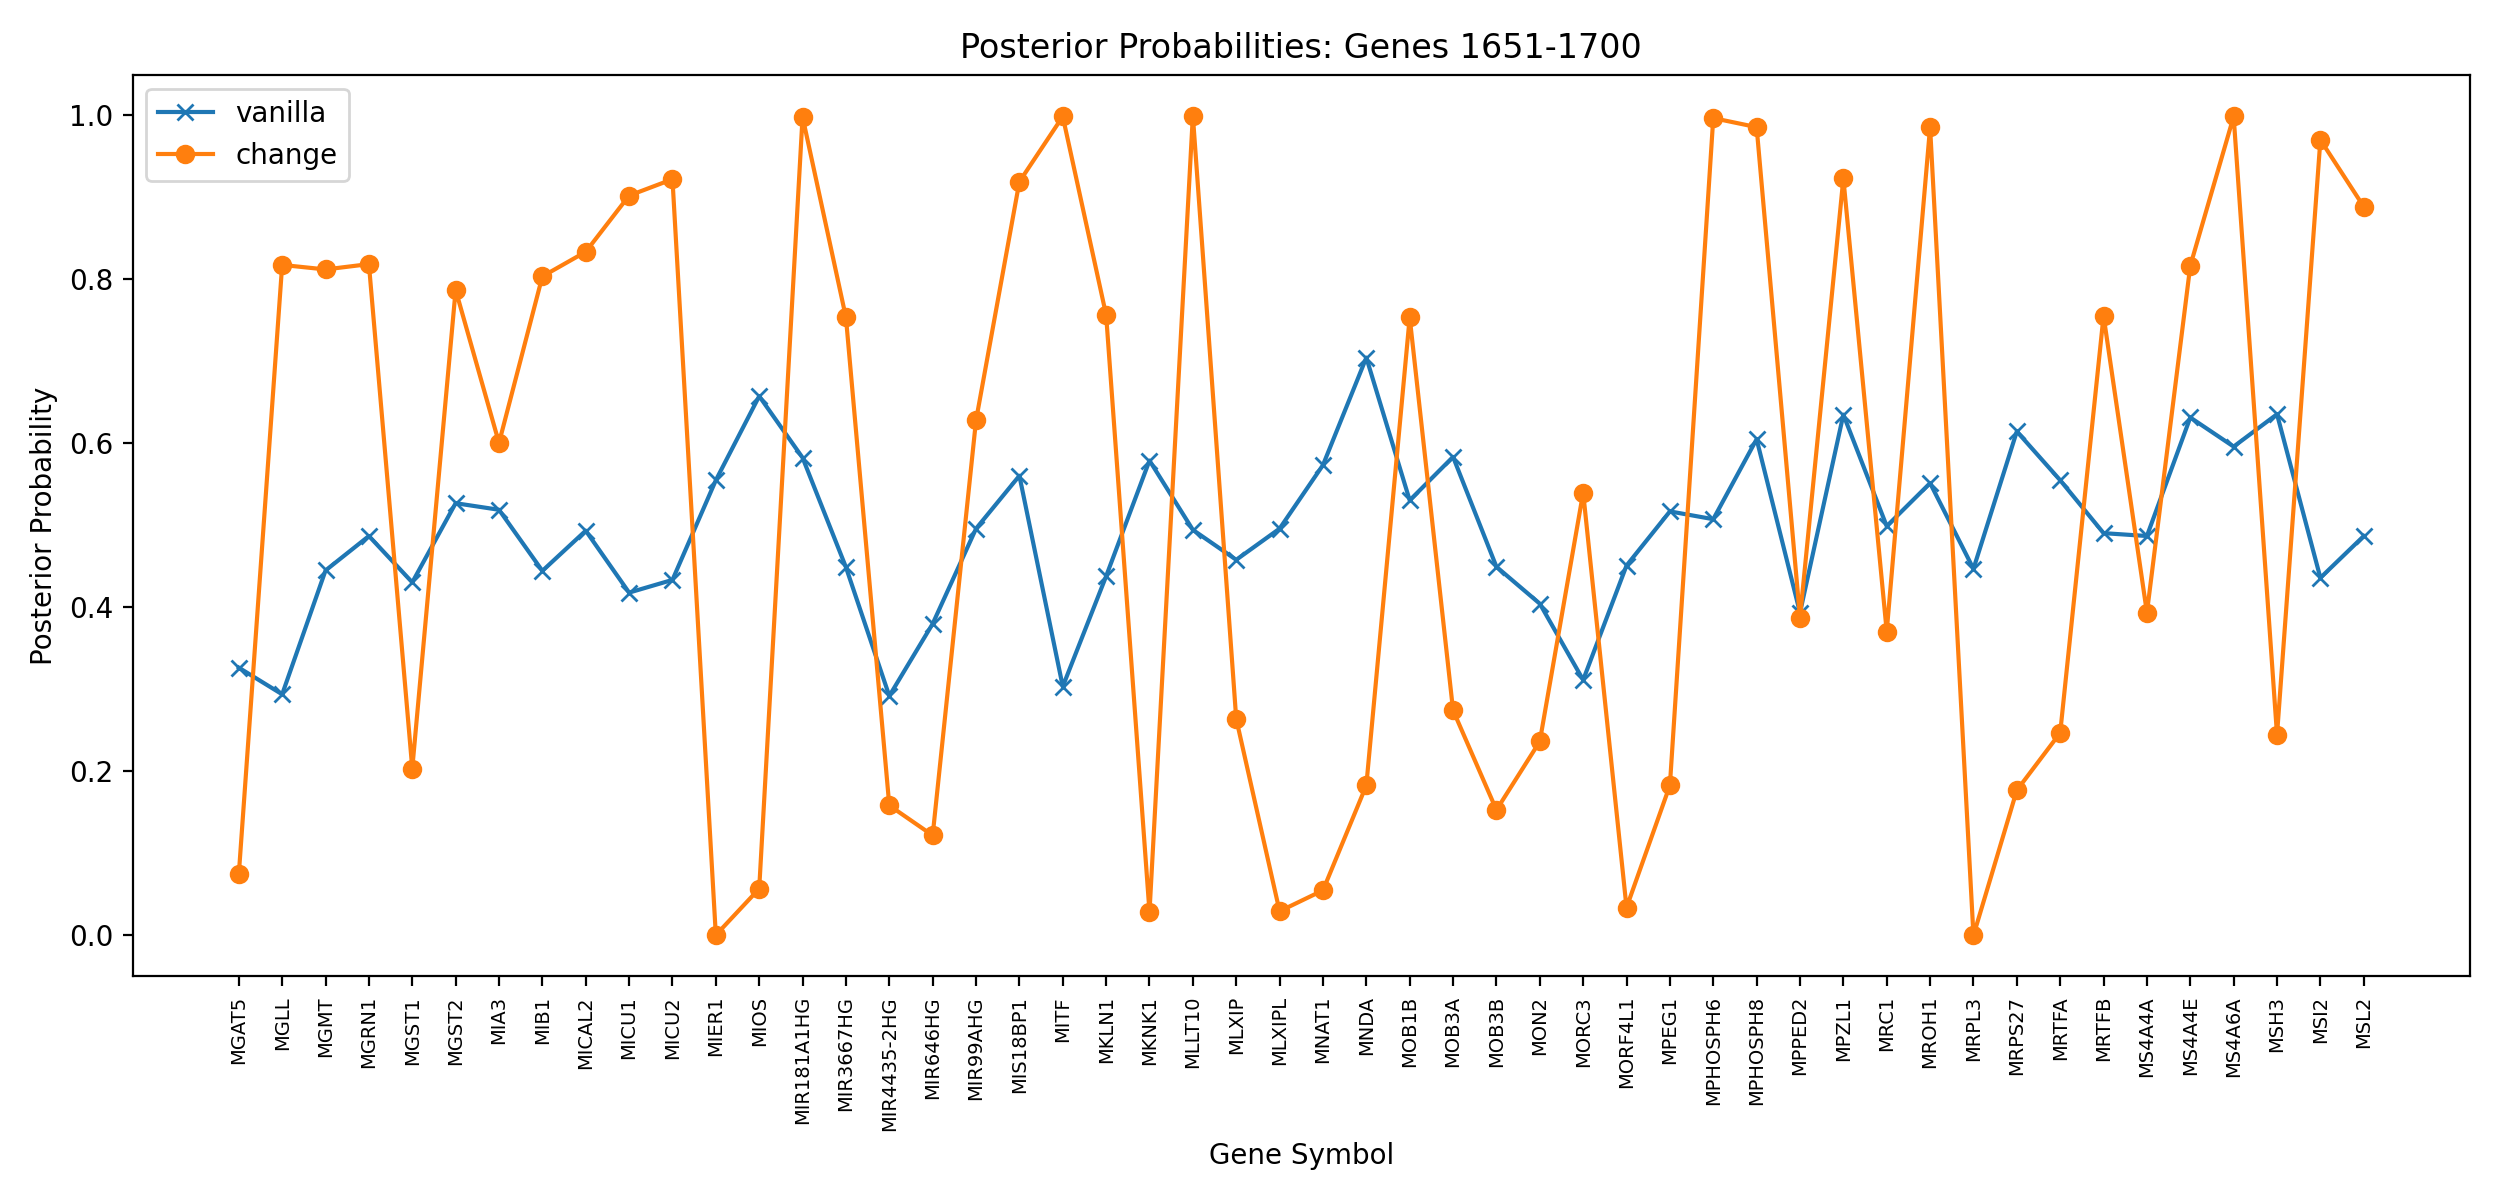 Posterior Probabilities: Genes 1651-1700
vanilla
change
Posterior Probability
1.0
0.8
0.6
0.4
0.2
0.0
MGAT5
MGLL
MGMT
MGRN1
MGST1
MGST2
MIA3
MIB1
MICAL2
MICU1
MICU2
MIER1
MIOS
MIR181A1HG
MIR3667HG
MIR4435-2HG
MIR646HG
MIR99AHG
MIS18BP1
MITF
MKLN1
MKNK1
MLLT10
MLXIP
MLXIPL
MNAT1
MNDA
MOB1B
MOB3A
MOB3B
MON2
MORC3
MORF4L1
MPEG1
MPHOSPH6
MPHOSPH8
MPPED2
MPZL1
MRC1
MROH1
MRPL3
MRPS27
MRTFA
MRTFB
MS4A4A
MS4A4E
MS4A6A
MSH3
MSI2
MSL2
Gene Symbol